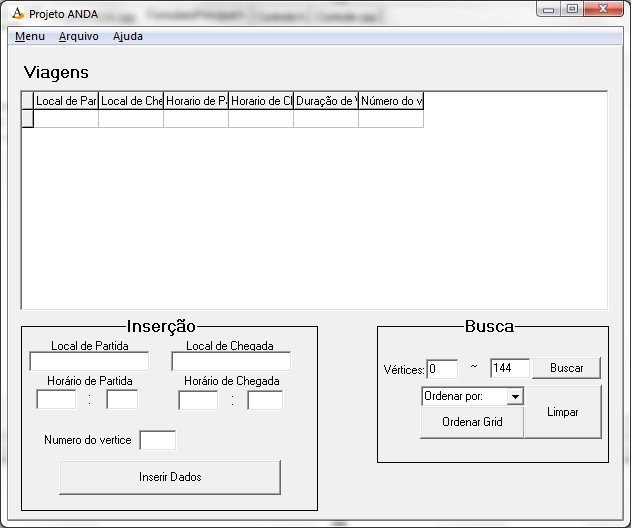 Projeto ANDA
Menu Arquivo Ajuda
Viagens
Local de Par Local de Che Horario de P Horario de Cl Duração de V Número do v
Inserção
Local de Partida Local de Chegada
Horário de Partida Horário de Chegada
: :
Numero do vertice
Inserir Dados
Busca
Vértices: 0 ~ 144 Buscar
Ordenar por:
Ordenar Grid Limpar